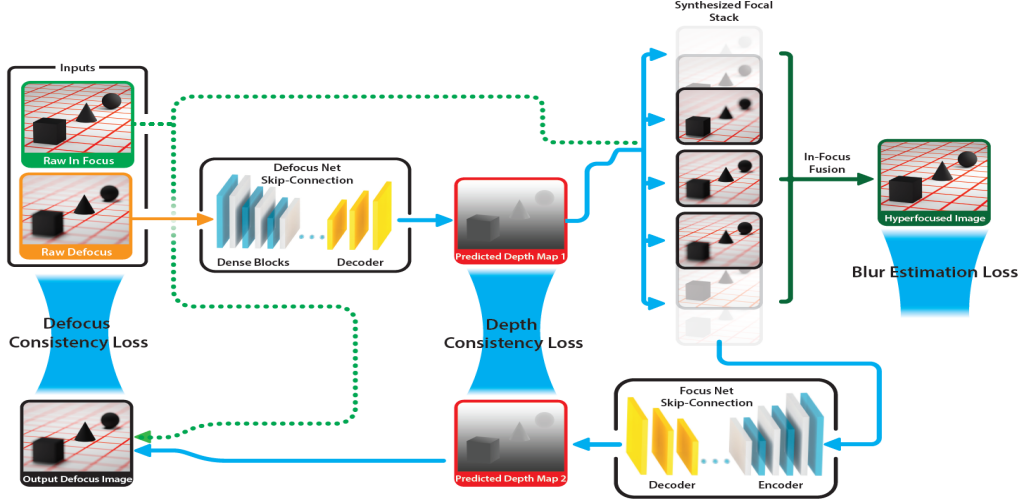 Synthesized Focal
Stack
Inputs
Raw In Focus
Raw Defocus
Defocus Net
Skip-Connection
Dense Blocks
Decoder
Predicted Depth Map 1
In-Focus
Fusion
Hyperfocused Image
Blur Estimation Loss
Defocus
Consistency Loss
Depth
Consistency Loss
Focus Net
Skip-Connection
Decoder
Encoder
Predicted Depth Map 2
Output Defocus Image